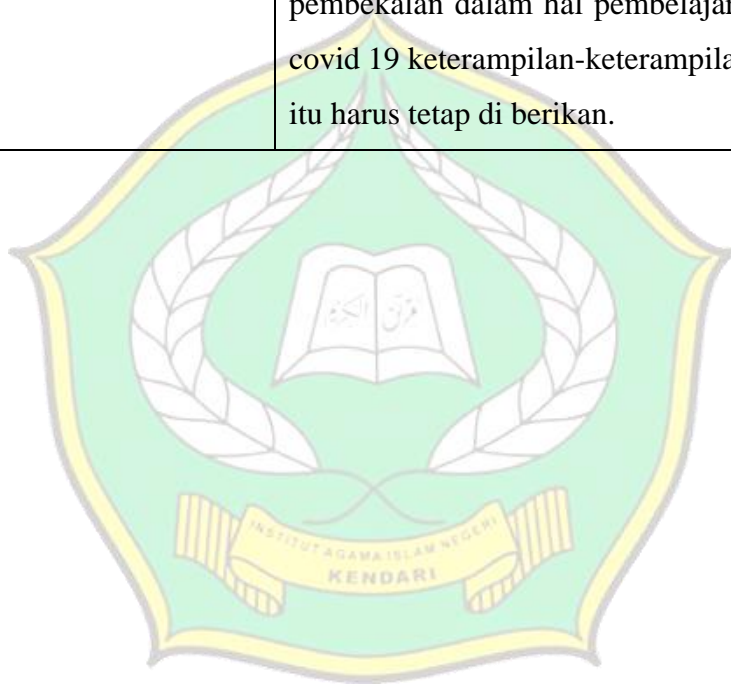 pembekalan dalam hal pembelajar
covid 19 keterampilan-keterampila
itu harus tetap di berikan.
INSTITUT AGAMA ISLAM NEGERI
KENDARI